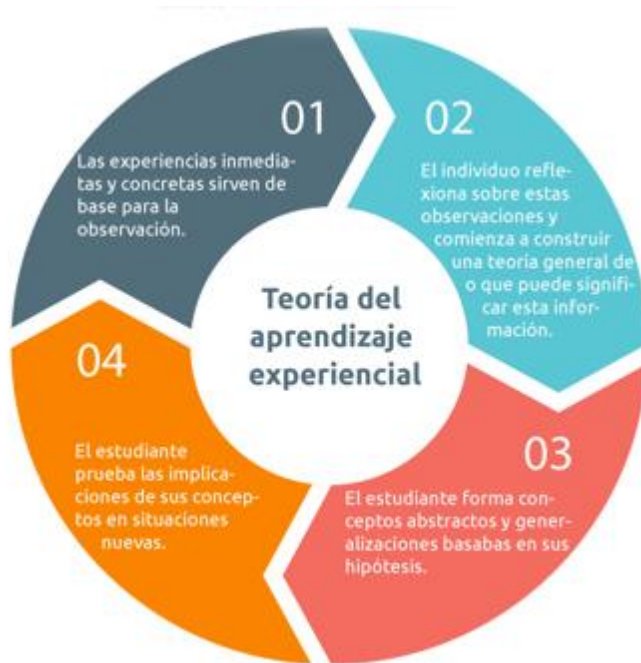 01
Las experiencias inmedia-
tas y concretas sirven de
base para la
observación.
02
El individuo refle-
xiona sobre estas
observaciones y
comienza a construir
una teoría general de
o que puede signifi-
car esta infor-
mación.
Teoría del
aprendizaje
experiencial
03
El estudiante forma con-
ceptos abstractos y gener-
alizaciones basabas en sus
hipótesis.
04
El estudiante
prueba las implica-
ciones de sus concep-
tos en situaciones
nuevas.